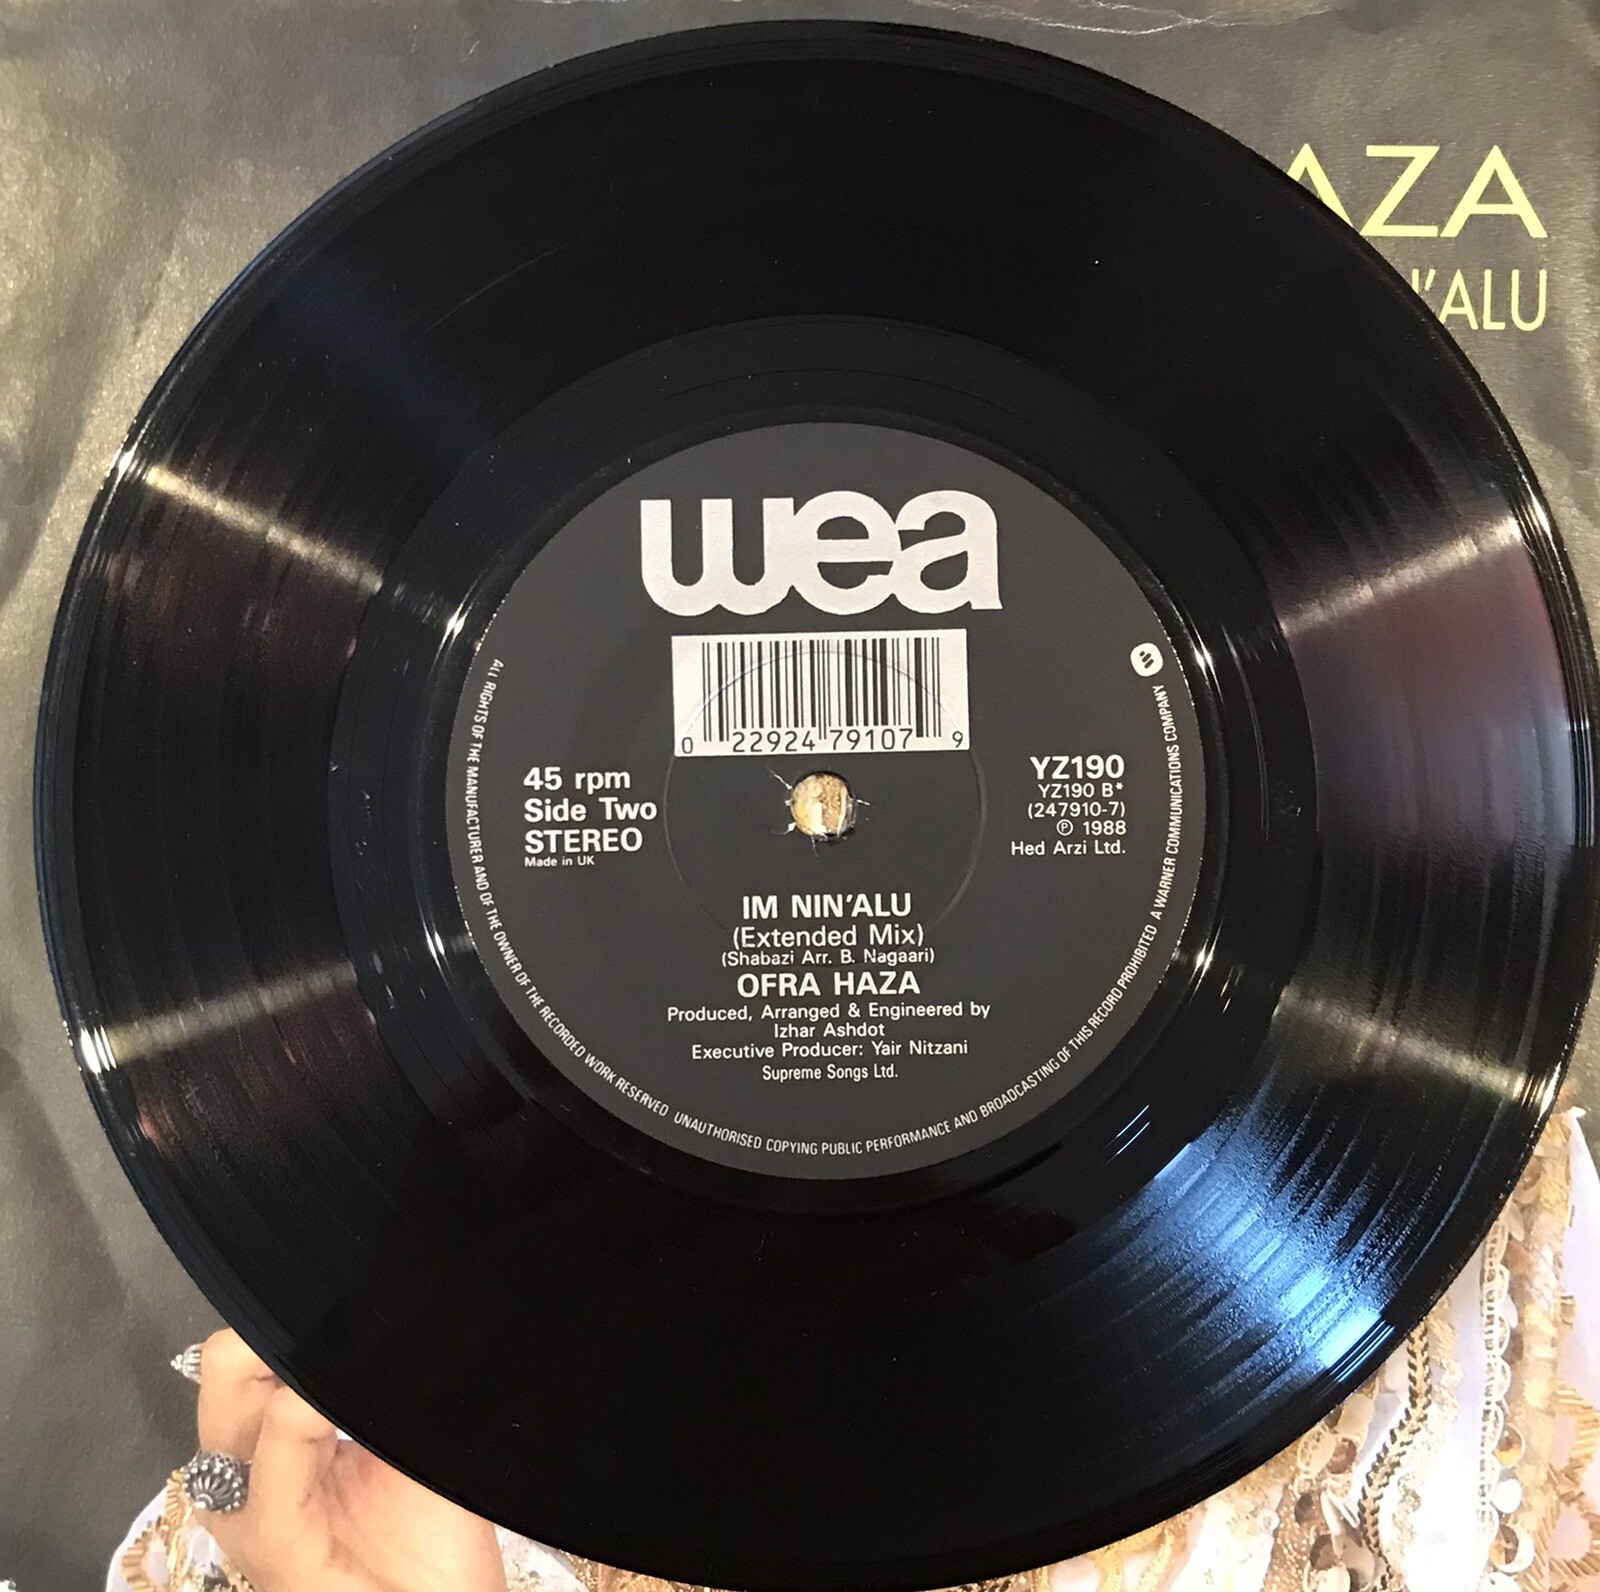 AZA
N'ALU
wea
0 22924 79107 9
45 rpm
Side Two
STEREO
Made in UK
YZ190
YZ190 B*
(247910-7)
℗ 1988
Hed Arzi Ltd.
IM NIN'ALU
(Extended Mix)
(Shabazi Arr. B. Nagaari)
OFRA HAZA
Produced, Arranged & Engineered by
Izhar Ashdot
Executive Producer: Yair Nitzani
Supreme Songs Ltd.
ALL RIGHTS OF THE MANUFACTURER AND OF THE OWNER OF THE RECORDED WORK RESERVED UNAUTHORISED COPYING PUBLIC PERFORMANCE AND BROADCASTING OF THIS RECORD PROHIBITED A WARNER COMMUNICATIONS COMPANY